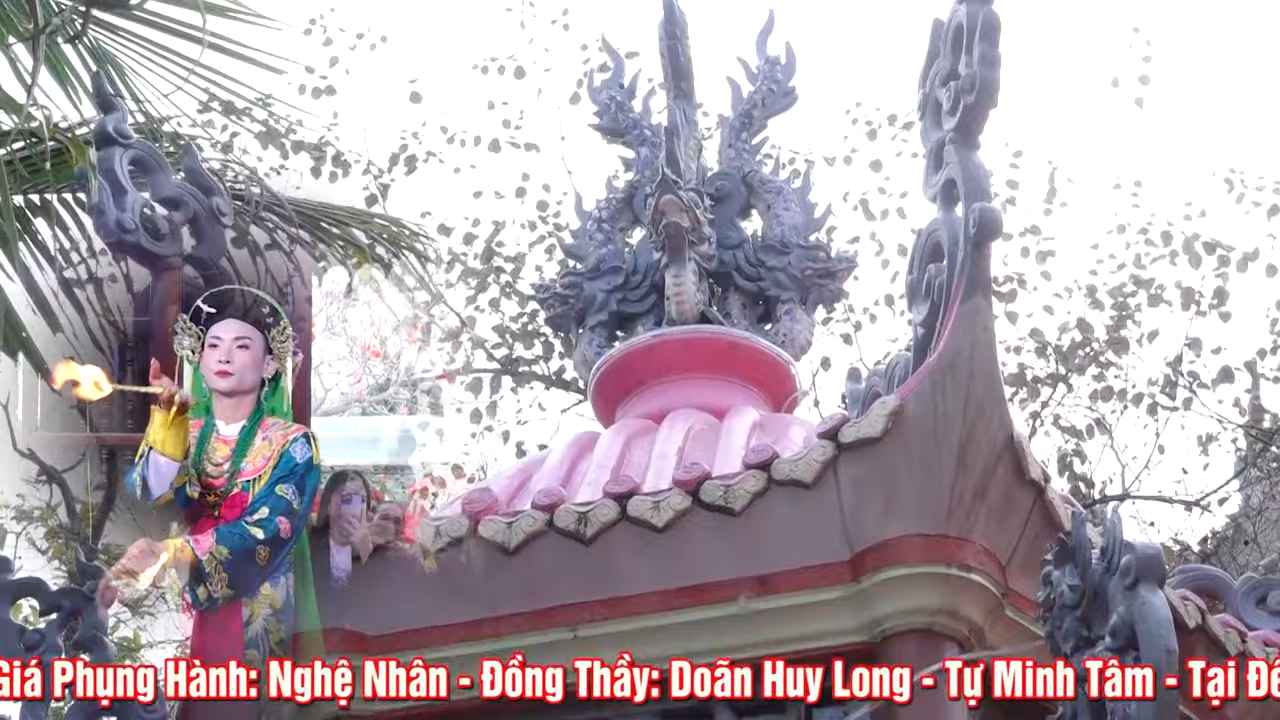 Giá Phụng Hành: Nghệ Nhân - Đồng Thầy: Doãn Huy Long - Tự Minh Tâm - Tại